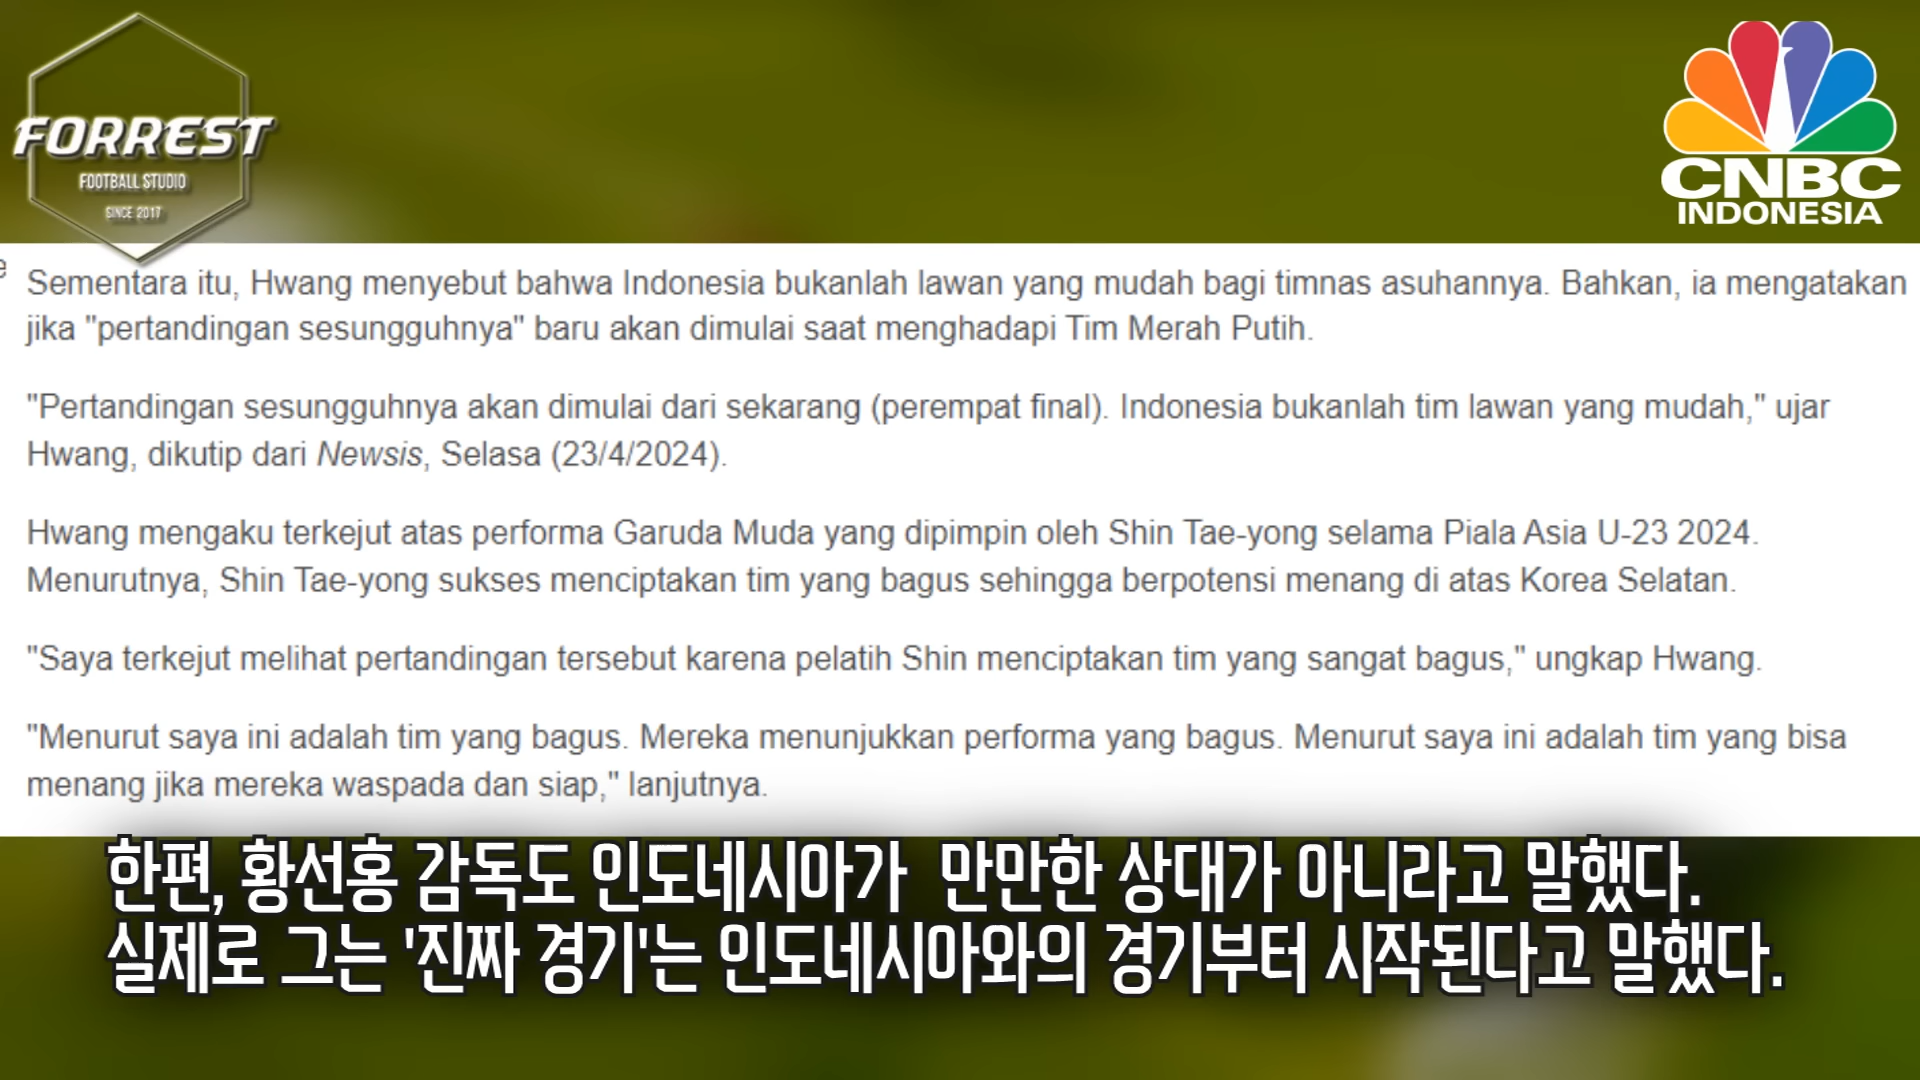 FORREST
FOOTBALL STUDIO
SINCE 2017
CNBC
INDONESIA
e
Sementara itu, Hwang menyebut bahwa Indonesia bukanlah lawan yang mudah bagi timnas asuhannya. Bahkan, ia mengatakan
jika "pertandingan sesungguhnya" baru akan dimulai saat menghadapi Tim Merah Putih.
"Pertandingan sesungguhnya akan dimulai dari sekarang (perempat final). Indonesia bukanlah tim lawan yang mudah," ujar
Hwang, dikutip dari Newsis, Selasa (23/4/2024).
Hwang mengaku terkejut atas performa Garuda Muda yang dipimpin oleh Shin Tae-yong selama Piala Asia U-23 2024.
Menurutnya, Shin Tae-yong sukses menciptakan tim yang bagus sehingga berpotensi menang di atas Korea Selatan.
"Saya terkejut melihat pertandingan tersebut karena pelatih Shin menciptakan tim yang sangat bagus," ungkap Hwang.
"Menurut saya ini adalah tim yang bagus. Mereka menunjukkan performa yang bagus. Menurut saya ini adalah tim yang bisa
menang jika mereka waspada dan siap," lanjutnya.
한편, 황선홍 감독도 인도네시아가 만만한 상대가 아니라고 말했다.
실제로 그는 '진짜 경기'는 인도네시아와의 경기부터 시작된다고 말했다.